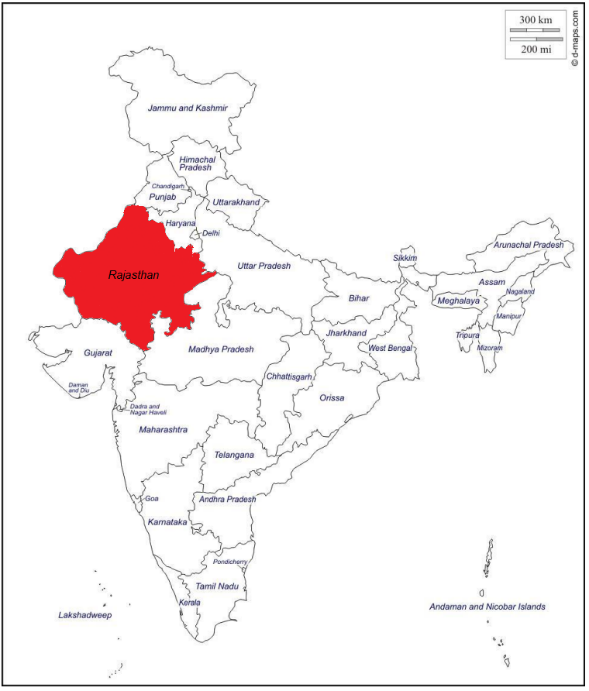 300 km
200 mi
© d-maps.com
Jammu and Kashmir
Himachal
Pradesh
Chandigarh
Punjab
Uttarakhand
Haryana
Delhi
Rajasthan
Uttar Pradesh
Sikkim
Arunachal Pradesh
Assam
Nagaland
Meghalaya
Manipur
Bihar
Tripura
Mizoram
Jharkhand
West Bengal
Gujarat
Madhya Pradesh
Chhattisgarh
Daman
and Diu
Orissa
Dadra and
Nagar Haveli
Maharashtra
Telangana
Goa
Andhra Pradesh
Karnataka
Pondicherry
Tamil Nadu
Kerala
Lakshadweep
Andaman and Nicobar Islands